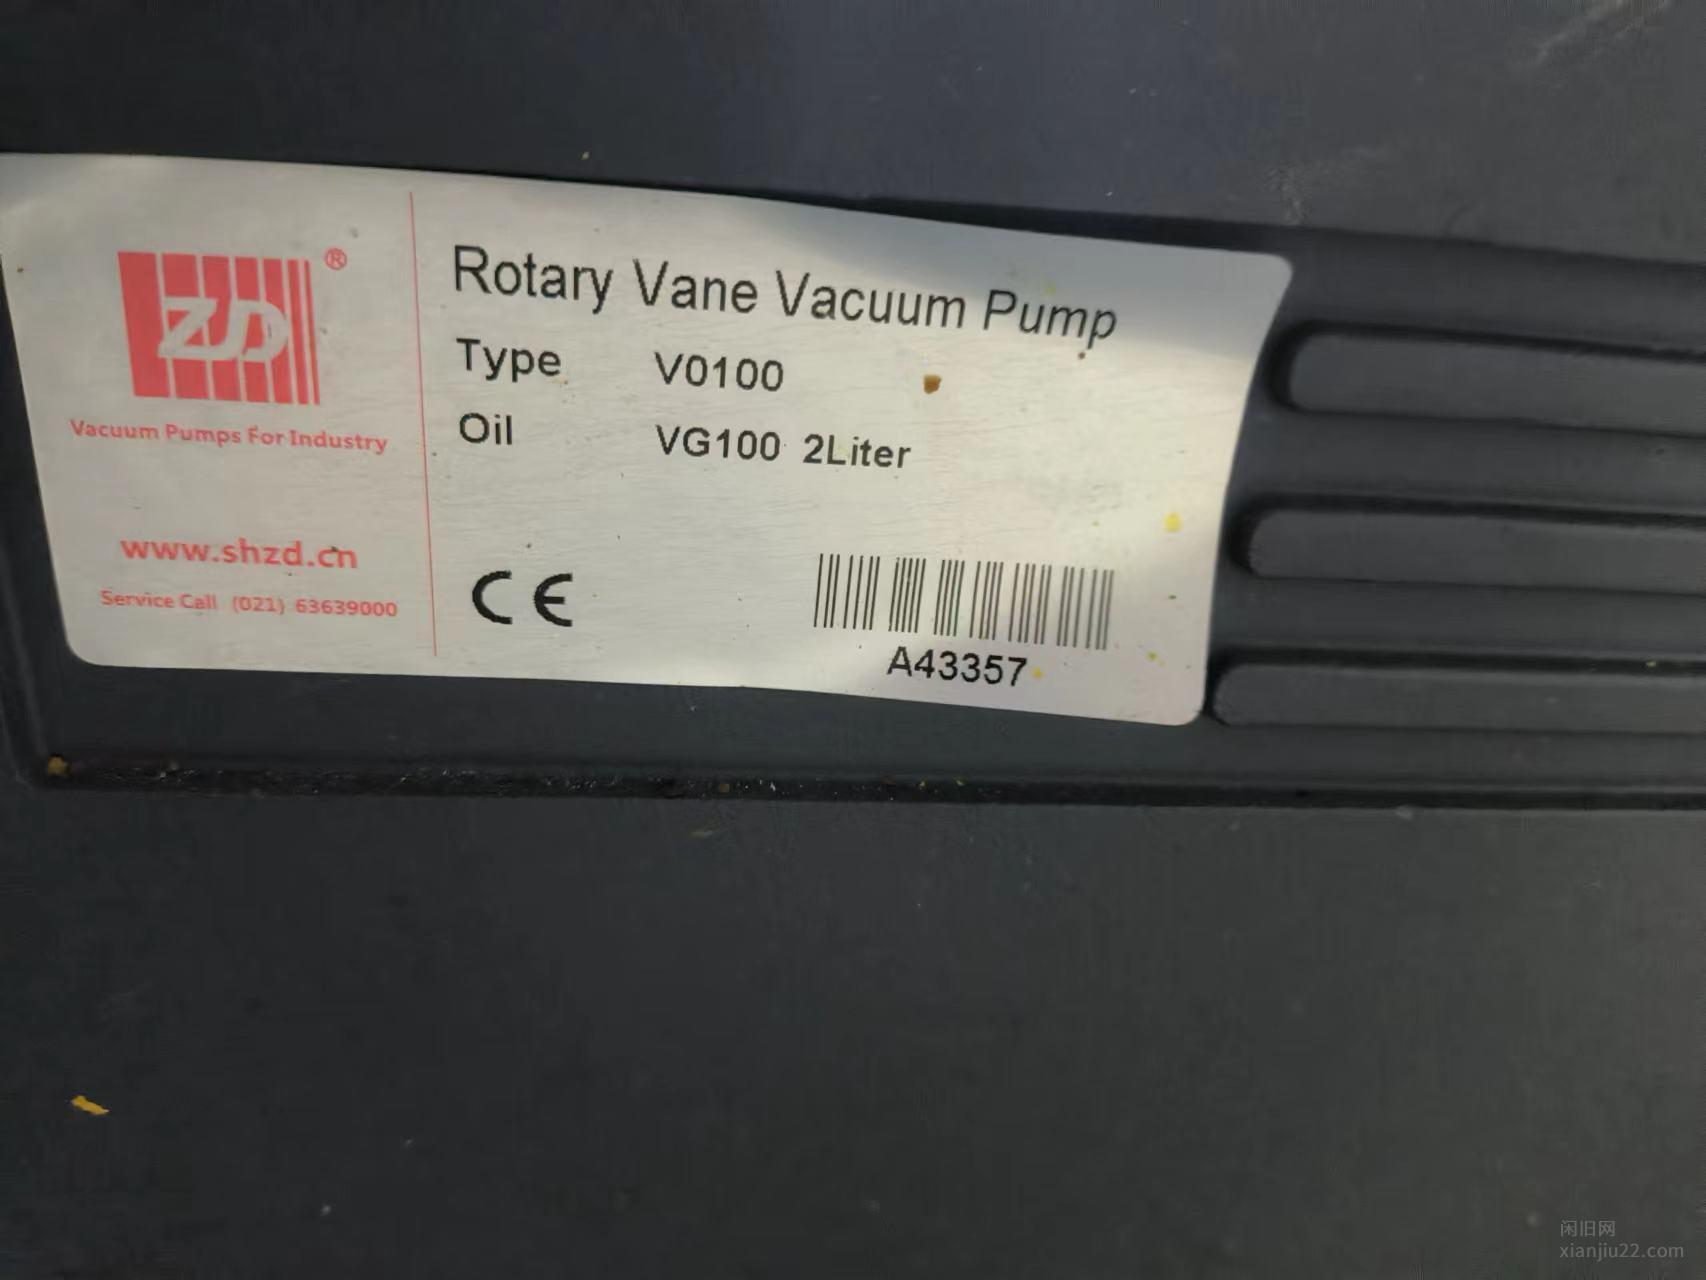 ZD®
Vacuum Pumps For Industry
www.shzd.cn
Service Call (021) 63639000
Rotary Vane Vacuum Pump
Type V0100
Oil VG100 2Liter
CE
A43357
闲旧网
xianjiu22.com